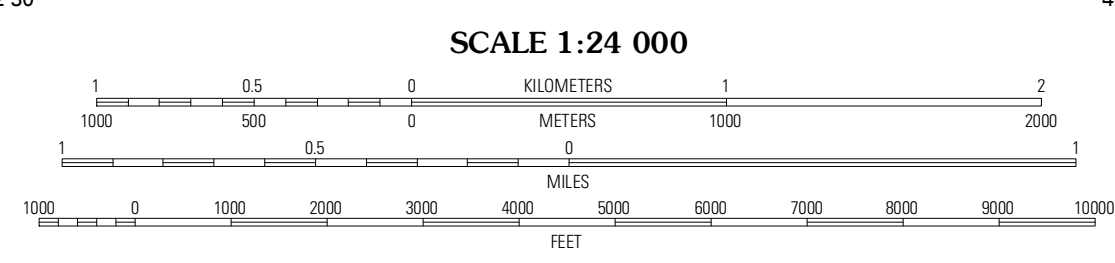 SCALE 1:24 000
1 0.5 0 KILOMETERS 1 2
1000 500 0 METERS 1000 2000
1 0.5 0 1
MILES
1000 0 1000 2000 3000 4000 5000 6000 7000 8000 9000 10000
FEET